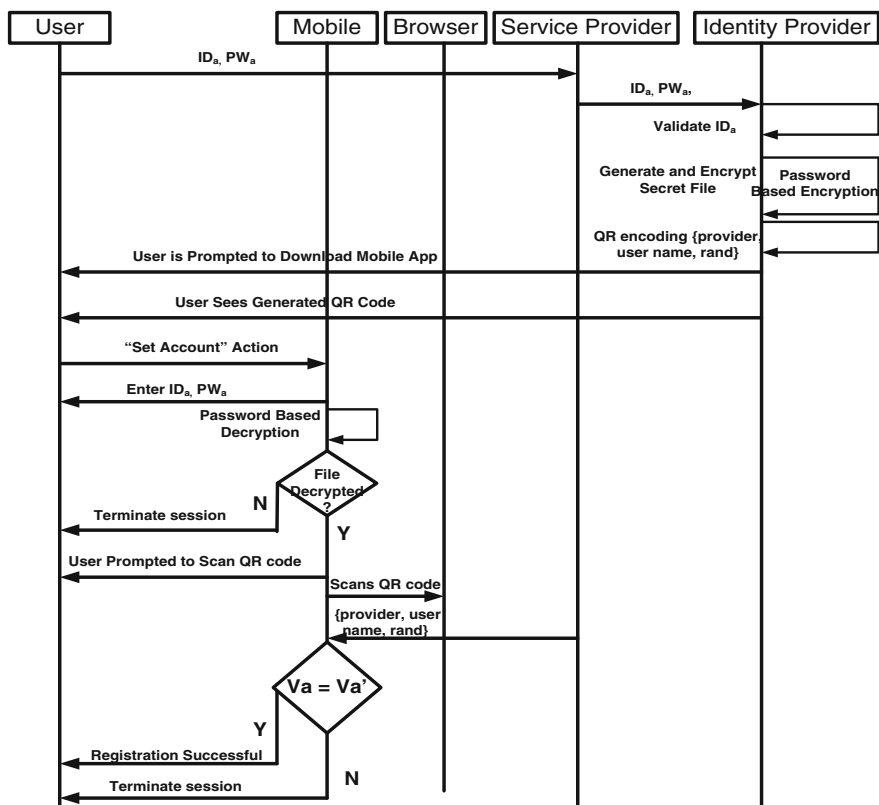 User
Mobile
Browser
Service Provider
Identity Provider
IDa, PWa
IDa, PWa,
Validate IDa
Generate and Encrypt
Secret File
Password
Based Encryption
QR encoding {provider,
user name, rand}
User is Prompted to Download Mobile App
User Sees Generated QR Code
“Set Account” Action
Enter IDa, PWa
Password Based
Decryption
File
Decrypted
?
N
Terminate session
Y
User Prompted to Scan QR code
Scans QR code
{provider, user
name, rand}
Va = Va’
Y
Registration Successful
N
Terminate session